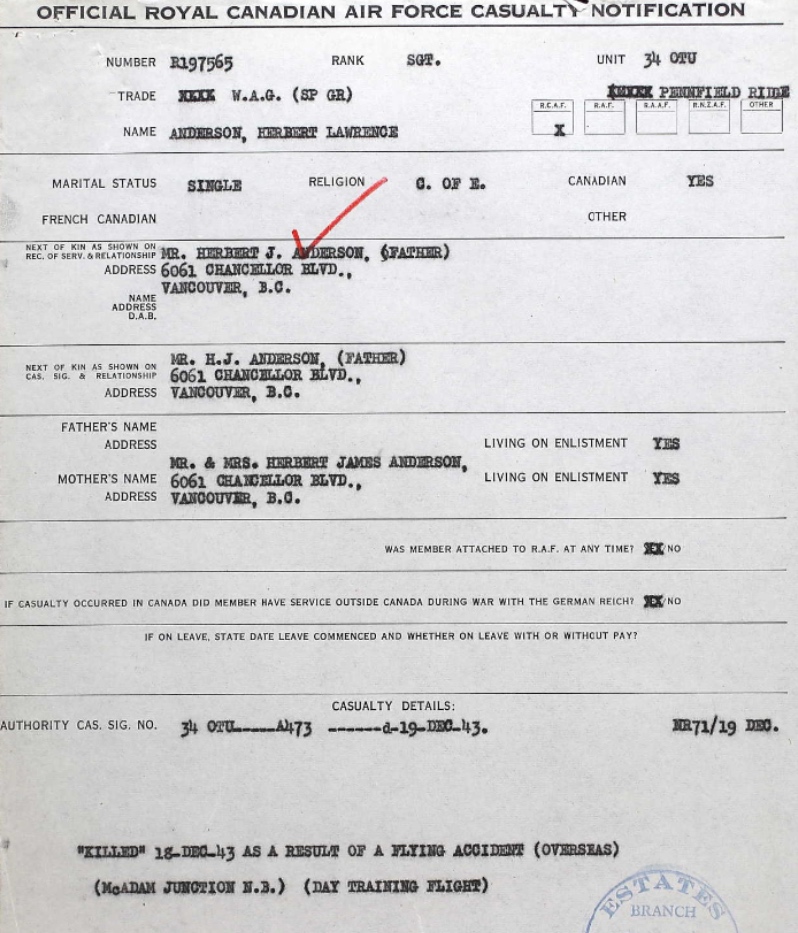 OFFICIAL ROYAL CANADIAN AIR FORCE CASUALTY NOTIFICATION
NUMBER R197565 RANK SGT. UNIT 34 OTU
TRADE XXXX W.A.G. (SP GR) PENNFIELD RIDE
R.C.A.F. R.A.F. R.A.A.F. R.N.Z.A.F. OTHER
NAME ANDERSON, HERBERT LAWRENCE X
MARITAL STATUS SINGLE RELIGION C. OF E. CANADIAN YES
FRENCH CANADIAN OTHER
NEXT OF KIN AS SHOWN ON
REC. OF SERV. & RELATIONSHIP MR. HERBERT J. ANDERSON, (FATHER)
ADDRESS 6061 CHANCELLOR BLVD.,
VANCOUVER, B.C.
NAME
ADDRESS
D.A.B.
MR. H.J. ANDERSON, (FATHER)
NEXT OF KIN AS SHOWN ON
CAS. SIG. & RELATIONSHIP 6061 CHANCELLOR BLVD.,
ADDRESS VANCOUVER, B.C.
FATHER'S NAME
ADDRESS LIVING ON ENLISTMENT YES
MR. & MRS. HERBERT JAMES ANDERSON,
MOTHER'S NAME 6061 CHANCELLOR BLVD., LIVING ON ENLISTMENT YES
ADDRESS VANCOUVER, B.C.
WAS MEMBER ATTACHED TO R.A.F. AT ANY TIME? XX/NO
IF CASUALTY OCCURRED IN CANADA DID MEMBER HAVE SERVICE OUTSIDE CANADA DURING WAR WITH THE GERMAN REICH? XX/NO
IF ON LEAVE, STATE DATE LEAVE COMMENCED AND WHETHER ON LEAVE WITH OR WITHOUT PAY?
CASUALTY DETAILS:
AUTHORITY CAS. SIG. NO. 34 OTU-----A473 ------d-19-DEC-43. NR71/19 DEC.
"KILLED" 18-DEC-43 AS A RESULT OF A FLYING ACCIDENT (OVERSEAS)
(McADAM JUNCTION N.B.) (DAY TRAINING FLIGHT)
ESTATES
BRANCH